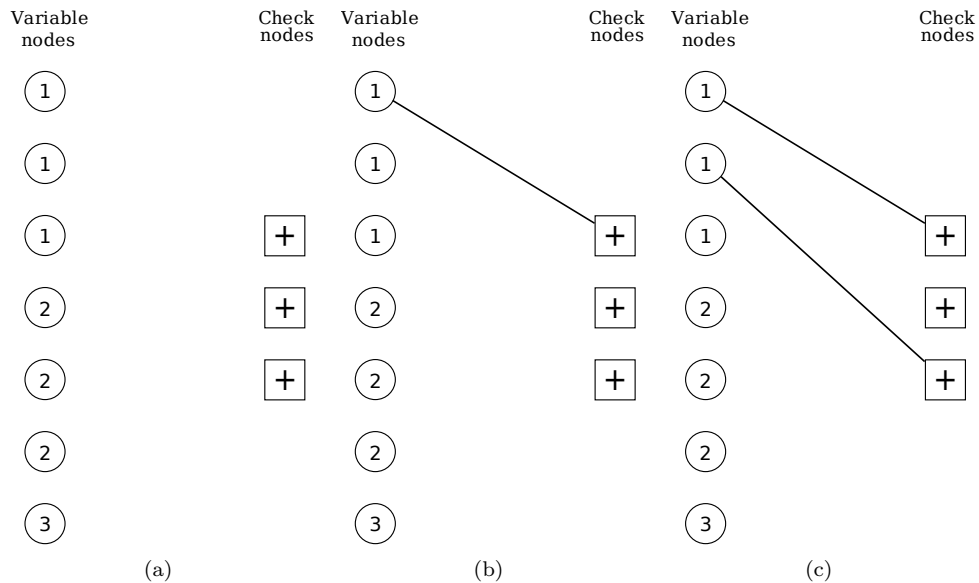 Variable
nodes
Check
nodes
1
1
1
+
2
+
2
+
2
3
(a)
Variable
nodes
Check
nodes
1
1
1
+
2
+
2
+
2
3
(b)
Variable
nodes
Check
nodes
1
1
1
+
2
+
2
+
2
3
(c)